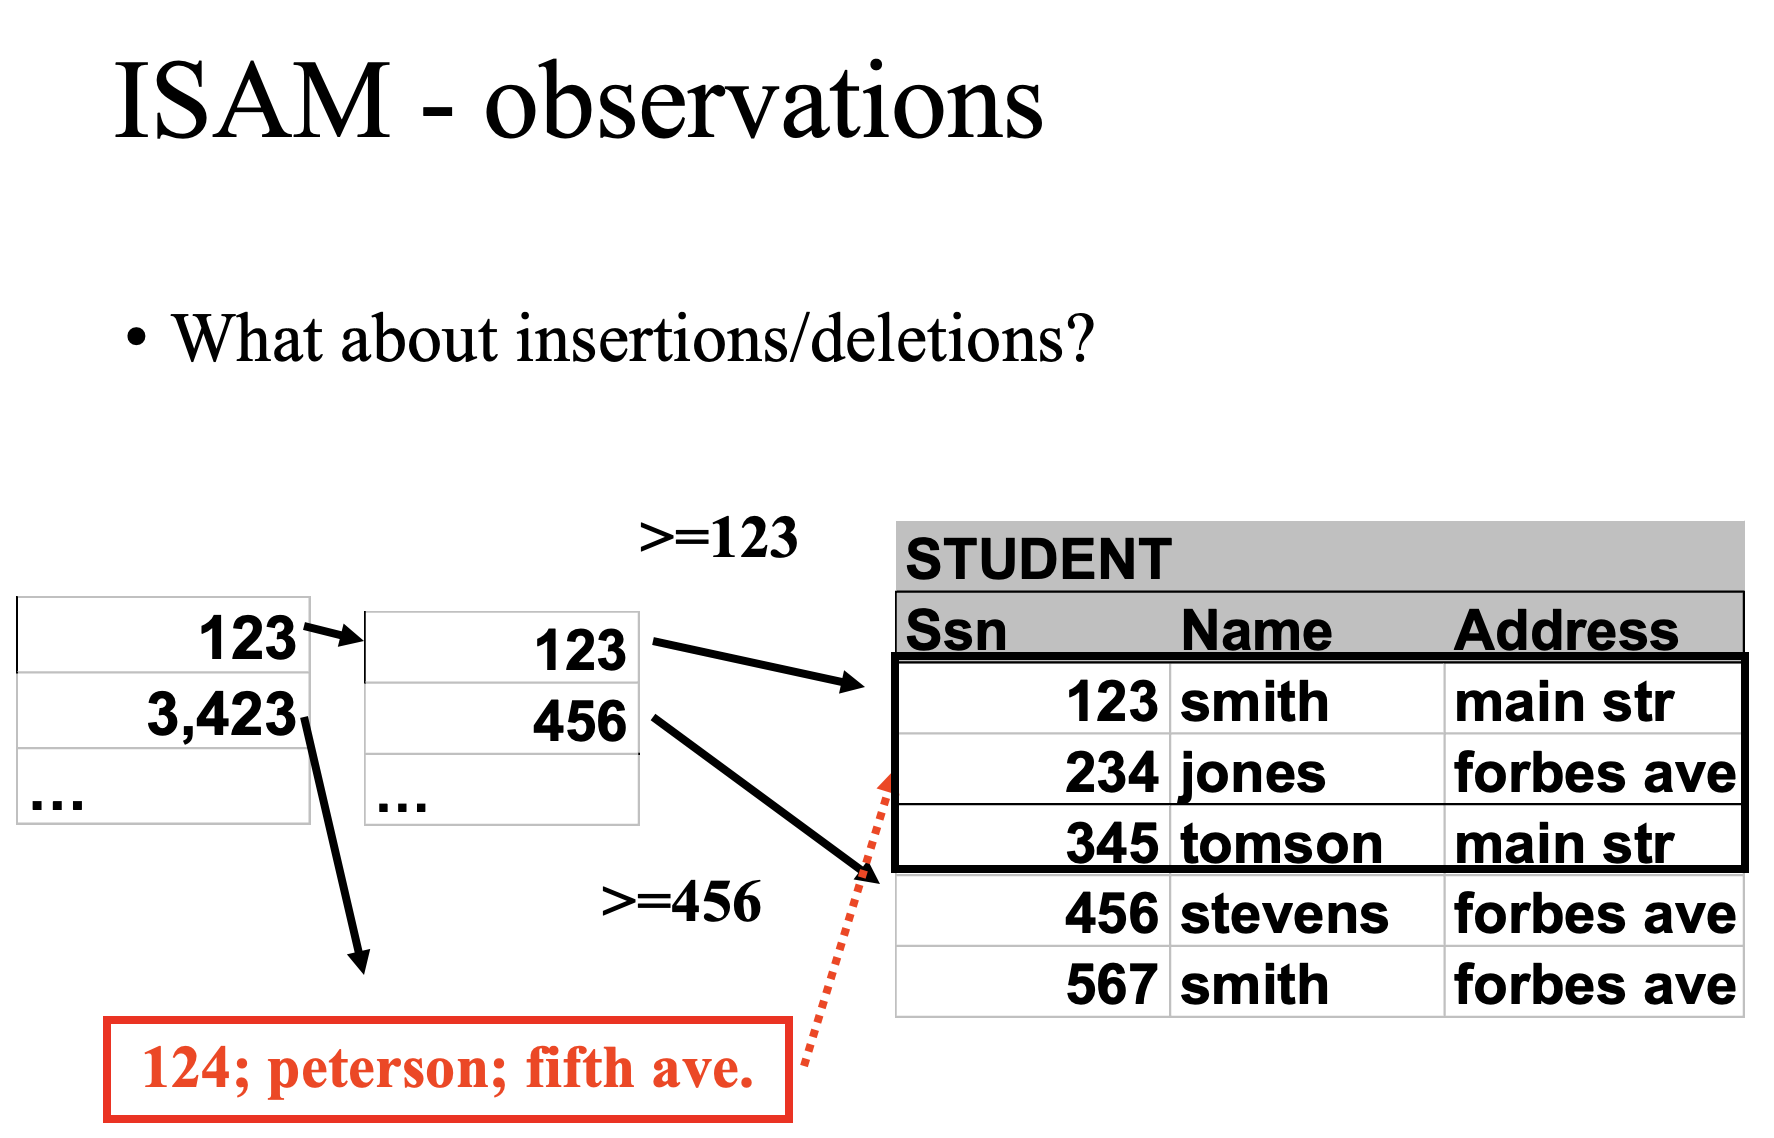 ISAM - observations
• What about insertions/deletions?
>=123
123
3,423
...
123
456
...
>=456
STUDENT
Ssn Name Address
123 smith main str
234 jones forbes ave
345 tomson main str
456 stevens forbes ave
567 smith forbes ave
124; peterson; fifth ave.